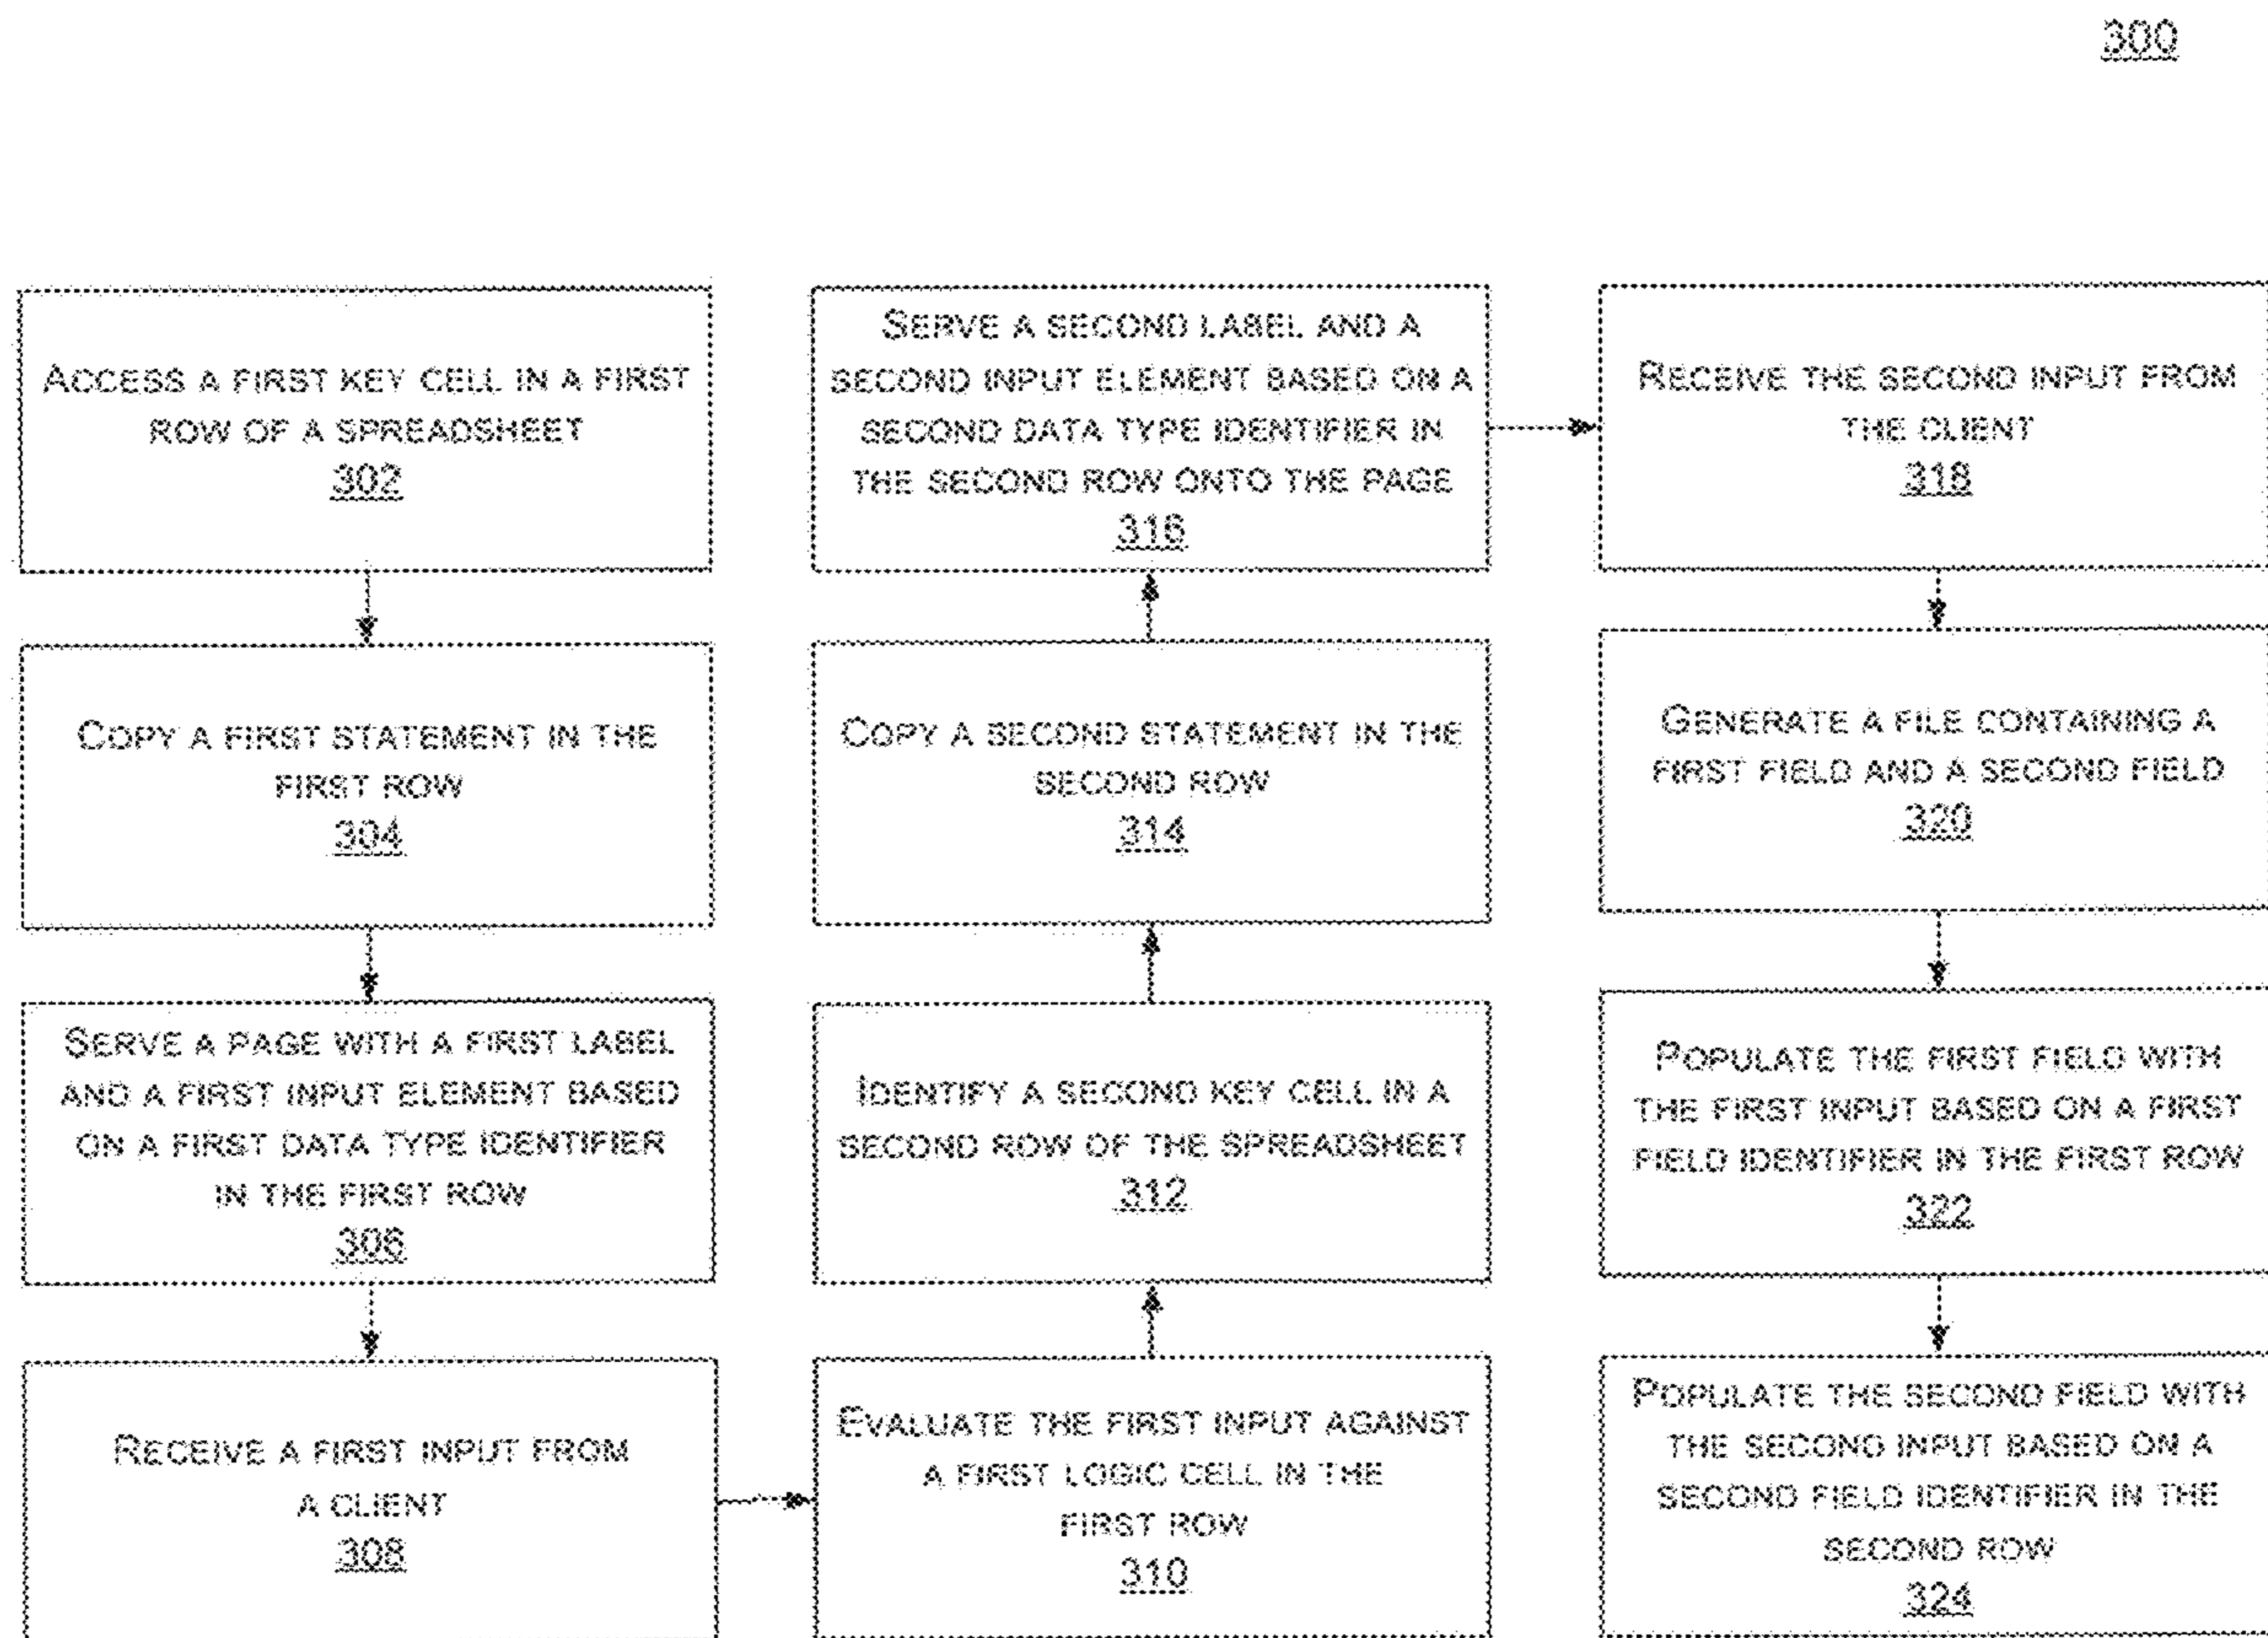 300
ACCESS A FIRST KEY CELL IN A FIRST
ROW OF A SPREADSHEET
302
COPY A FIRST STATEMENT IN THE
FIRST ROW
304
SERVE A PAGE WITH A FIRST LABEL
AND A FIRST INPUT ELEMENT BASED
ON A FIRST DATA TYPE IDENTIFIER
IN THE FIRST ROW
306
RECEIVE A FIRST INPUT FROM
A CLIENT
308
EVALUATE THE FIRST INPUT AGAINST
A FIRST LOGIC CELL IN THE
FIRST ROW
310
IDENTIFY A SECOND KEY CELL IN A
SECOND ROW OF THE SPREADSHEET
312
COPY A SECOND STATEMENT IN THE
SECOND ROW
314
SERVE A SECOND LABEL AND A
SECOND INPUT ELEMENT BASED ON A
SECOND DATA TYPE IDENTIFIER IN
THE SECOND ROW ONTO THE PAGE
316
RECEIVE THE SECOND INPUT FROM
THE CLIENT
318
GENERATE A FILE CONTAINING A
FIRST FIELD AND A SECOND FIELD
320
POPULATE THE FIRST FIELD WITH
THE FIRST INPUT BASED ON A FIRST
FIELD IDENTIFIER IN THE FIRST ROW
322
POPULATE THE SECOND FIELD WITH
THE SECOND INPUT BASED ON A
SECOND FIELD IDENTIFIER IN THE
SECOND ROW
324